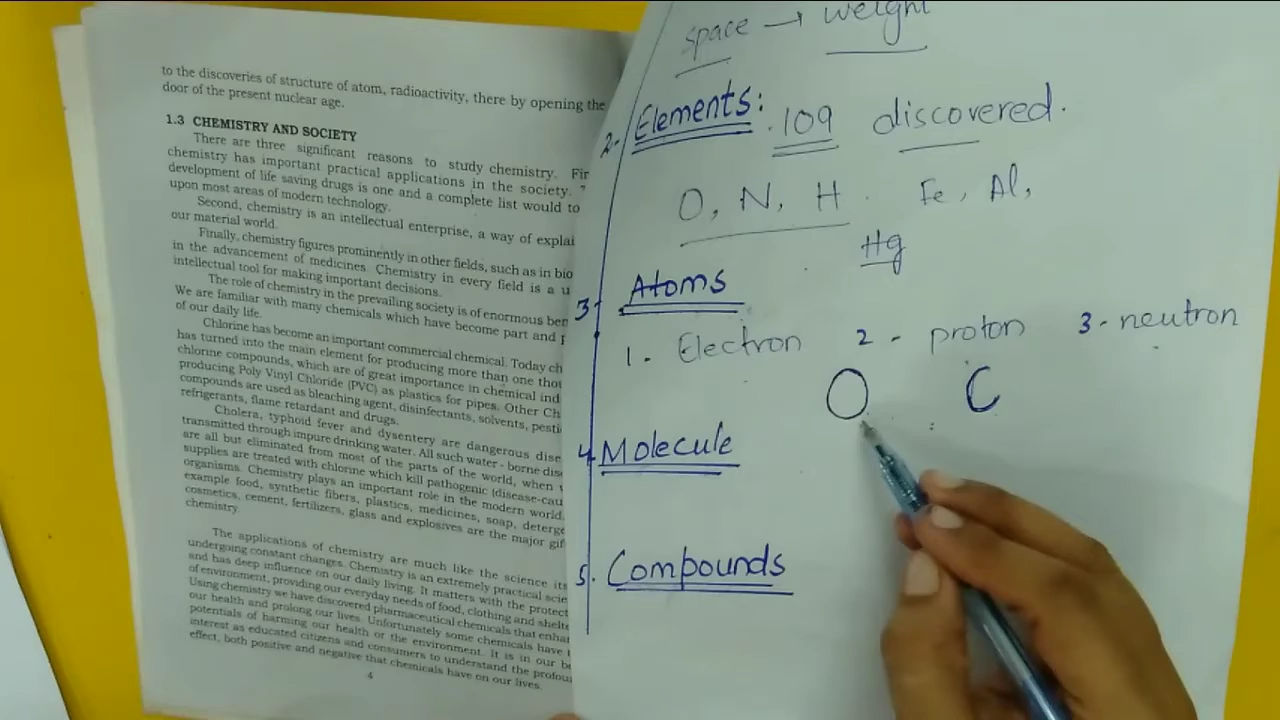 to the discoveries of structure of atom, radioactivity, there by opening the
door of the present nuclear age.
1.3 CHEMISTRY AND SOCIETY
There are three significant reasons to study chemistry.
chemistry has important practical applications in the society.
development of life saving drugs is one and a complete list would to
upon most areas of modern technology.
Second, chemistry is an intellectual enterprise, a way of
our material world.
Finally, chemistry figures prominently in other fields, such as in
in the advancement of medicines. Chemistry in every field is a
intellectual tool for making important decisions.
The role of chemistry in the prevailing society is of enormous
We are familiar with many chemicals which have become part and
of our daily life.
Chlorine has become an important commercial chemical. Today
has turned into the main element for producing more than one
chlorine compounds, which are of great importance in chemical
producing Poly Vinyl Chloride (PVC) as plastics for pipes. Other
compounds are used as bleaching agent, disinfectants, solvents,
refrigerants, flame retardant and drugs.
Cholera, typhoid fever and dysentery are dangerous
transmitted through impure drinking water. All such water - borne
are all but eliminated from most of the parts of the world, when
supplies are treated with chlorine which kill pathogenic
organisms. Chemistry plays an important role in the modern world.
example food, synthetic fibers, plastics, medicines, soap,
cosmetics, cement, fertilizers, glass and explosives are the major
chemistry
The applications of chemistry are much like the science
undergoing constant changes. Chemistry is an extremely practical
and has deep influence on our daily living. It matters with the
of environment, providing our everyday needs of food, clothing and
Using chemistry we have discovered pharmaceutical chemicals that
our health and prolong our lives. Unfortunately some chemicals have
potentials of harming our health or the environment. It is in our
interest as educated citizens and consumers to understand the
effect, both positive and negative that chemicals have on our lives.
4
space → weight
2. Elements: 109 discovered.
O, N, H Fe, Al,
Hg
3 Atoms
1. Electron 2. proton 3. neutron
O C
4 Molecule
5. Compounds